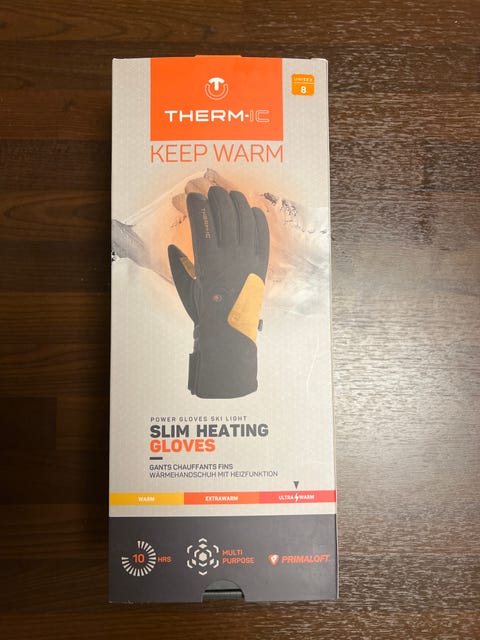 UNISEX
8
THERM-IC
KEEP WARM
THERM-IC
POWER GLOVES SKI LIGHT
SLIM HEATING
GLOVES
GANTS CHAUFFANTS FINS
WÄRMEHANDSCHUH MIT HEIZFUNKTION
WARM
EXTRAWARM
ULTRA WARM
10 HRS
MULTI
PURPOSE
PRIMALOFT